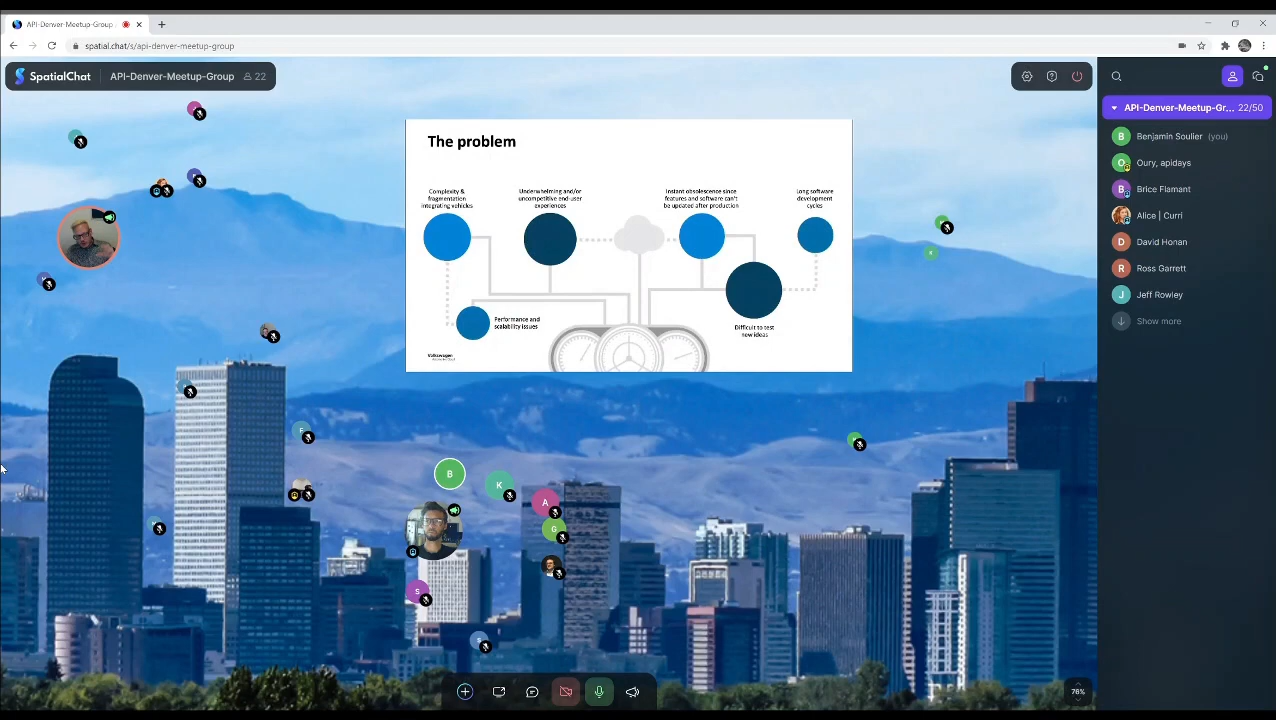 API-Denver-Meetup-Group
spatial.chat/s/api-denver-meetup-group
SpatialChat
API-Denver-Meetup-Group
22
API-Denver-Meetup-Gr... 22/50
B
Benjamin Soulier (you)
O
Oury, apidays
B
Brice Flamant
Alice | Curri
D
David Honan
R
Ross Garrett
J
Jeff Rowley
Show more
The problem
Complexity &
fragmentation
integrating vehicles
Underwhelming and/or
uncompetitive end-user
experiences
Instant obsolescence since
features and software can't
be updated after production
Long software
development
cycles
Performance and
scalability issues
Difficult to test
new ideas
Volkswagen
B
K
A
G
S
76%